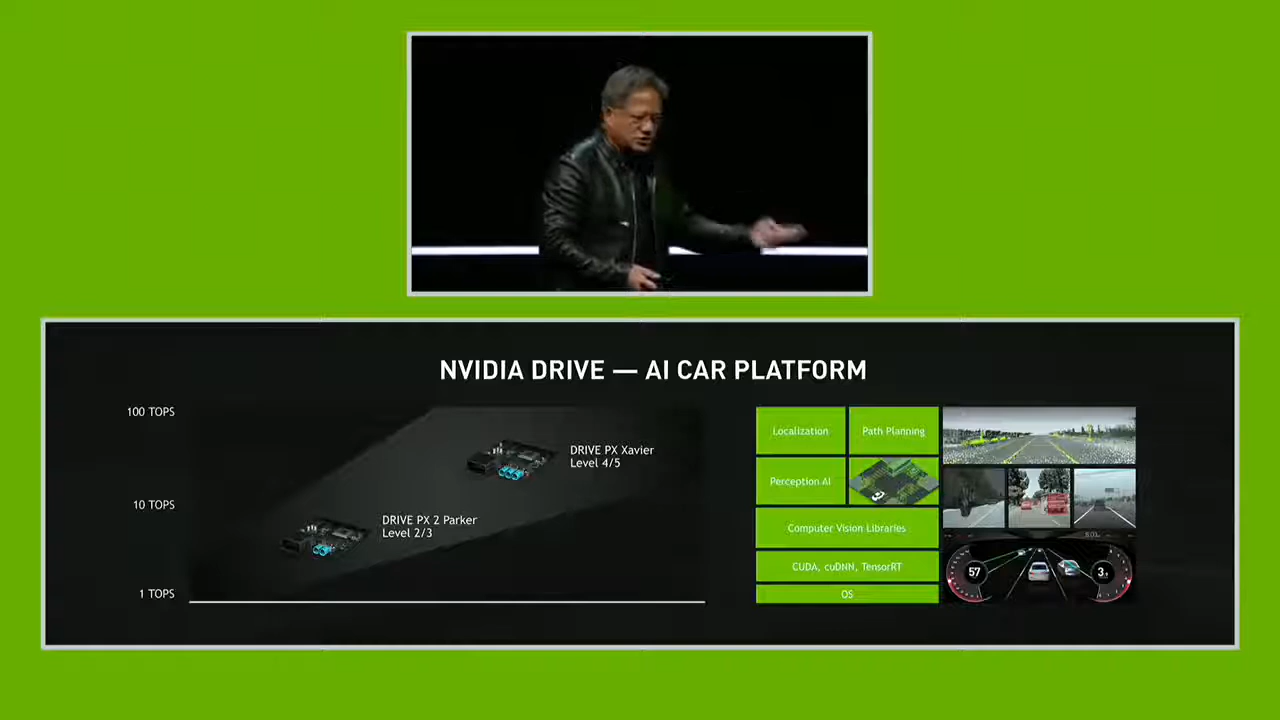 NVIDIA DRIVE — AI CAR PLATFORM
100 TOPS
10 TOPS
1 TOPS
DRIVE PX Xavier
Level 4/5
DRIVE PX 2 Parker
Level 2/3
Localization
Path Planning
Perception AI
Computer Vision Libraries
CUDA, cuDNN, TensorRT
OS
57
3